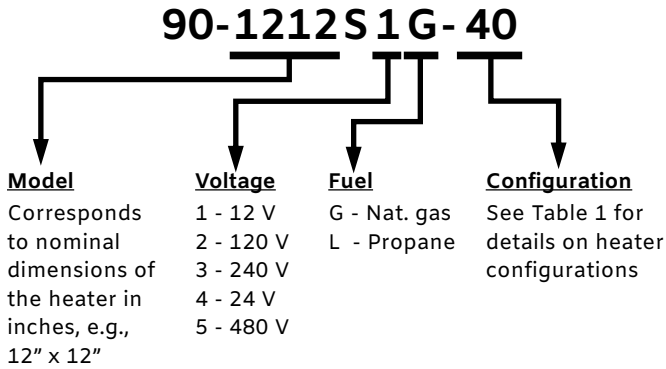 90-1212S1G-40
Model
Corresponds
to nominal
dimensions of
the heater in
inches, e.g.,
12” x 12”
Voltage
1 - 12 V
2 - 120 V
3 - 240 V
4 - 24 V
5 - 480 V
Fuel
G - Nat. gas
L - Propane
Configuration
See Table 1 for
details on heater
configurations